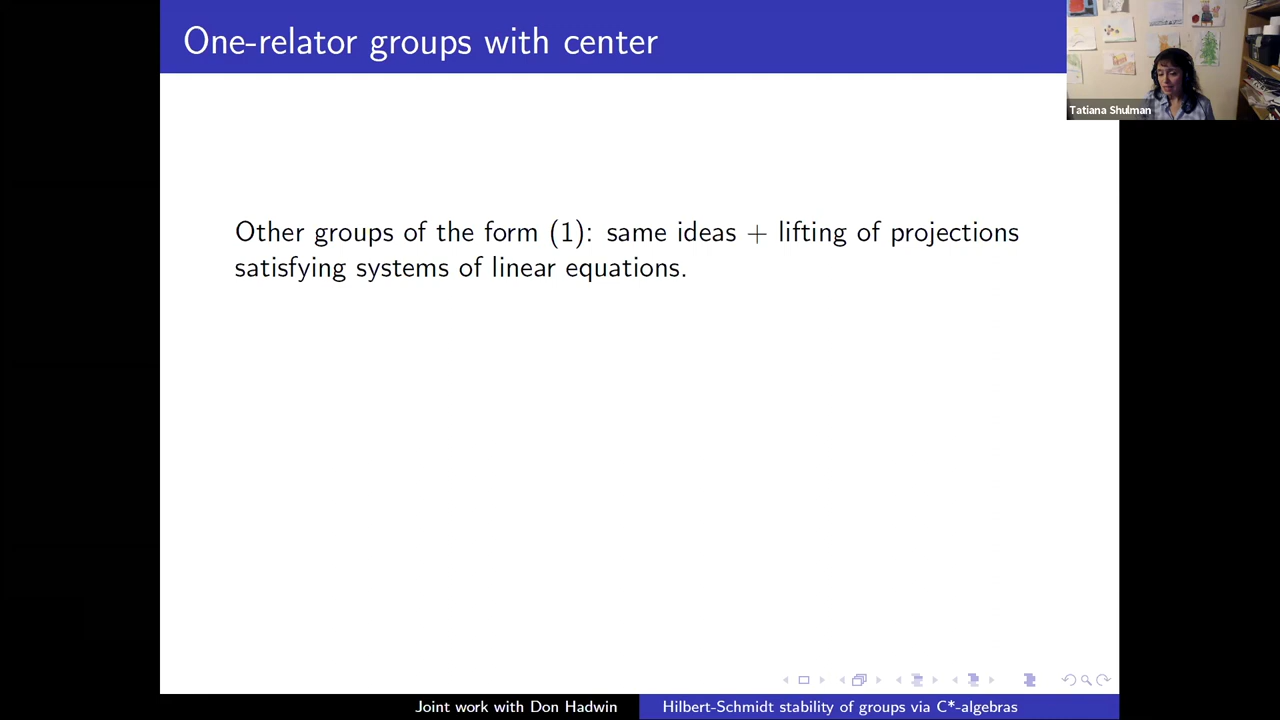 One-relator groups with center
Tatiana Shulman
Other groups of the form (1): same ideas + lifting of projections
satisfying systems of linear equations.
Joint work with Don Hadwin
Hilbert-Schmidt stability of groups via C*-algebras